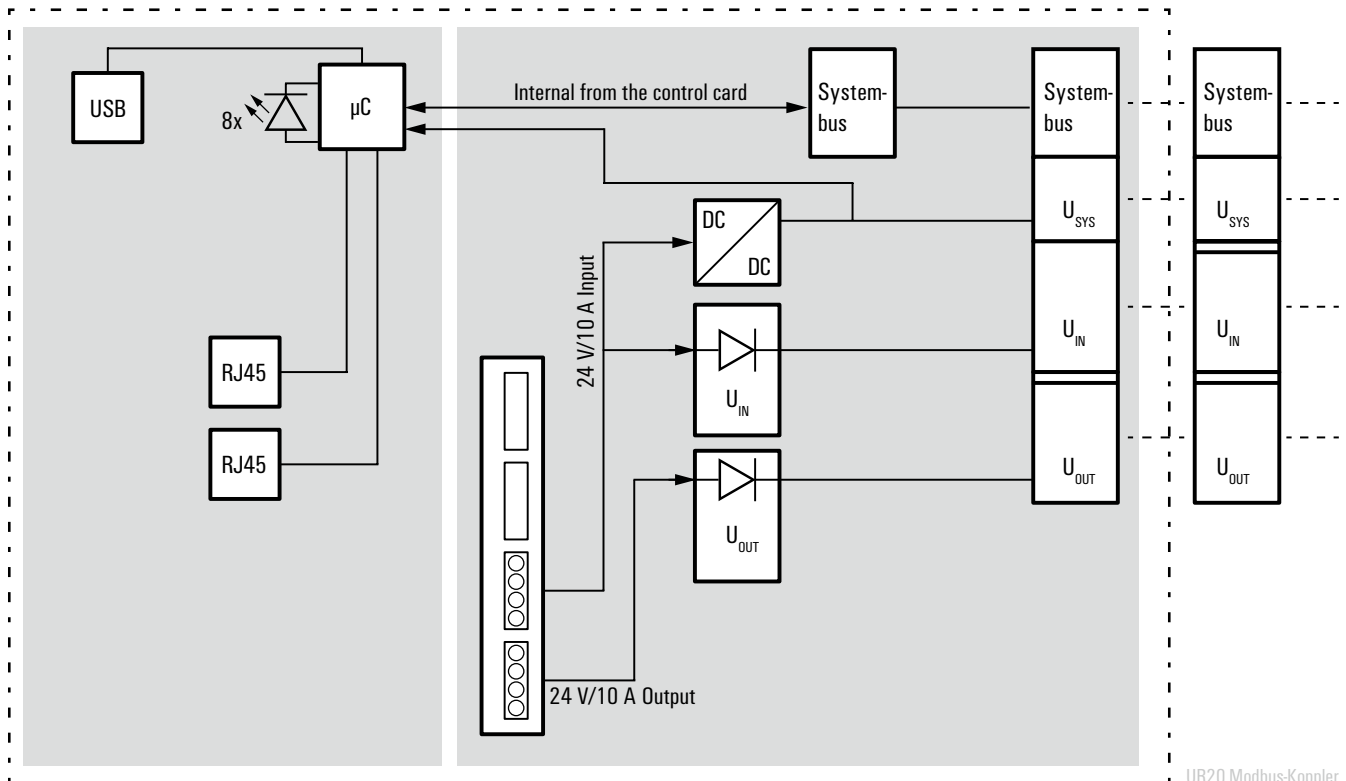 USB
8x
µC
Internal from the control card
System-
bus
System-
bus
System-
bus
DC
DC
U SYS
U SYS
24 V/10 A Input
U IN
U IN
U IN
RJ45
RJ45
U OUT
U OUT
U OUT
24 V/10 A Output
UR20 Modbus-Koppler